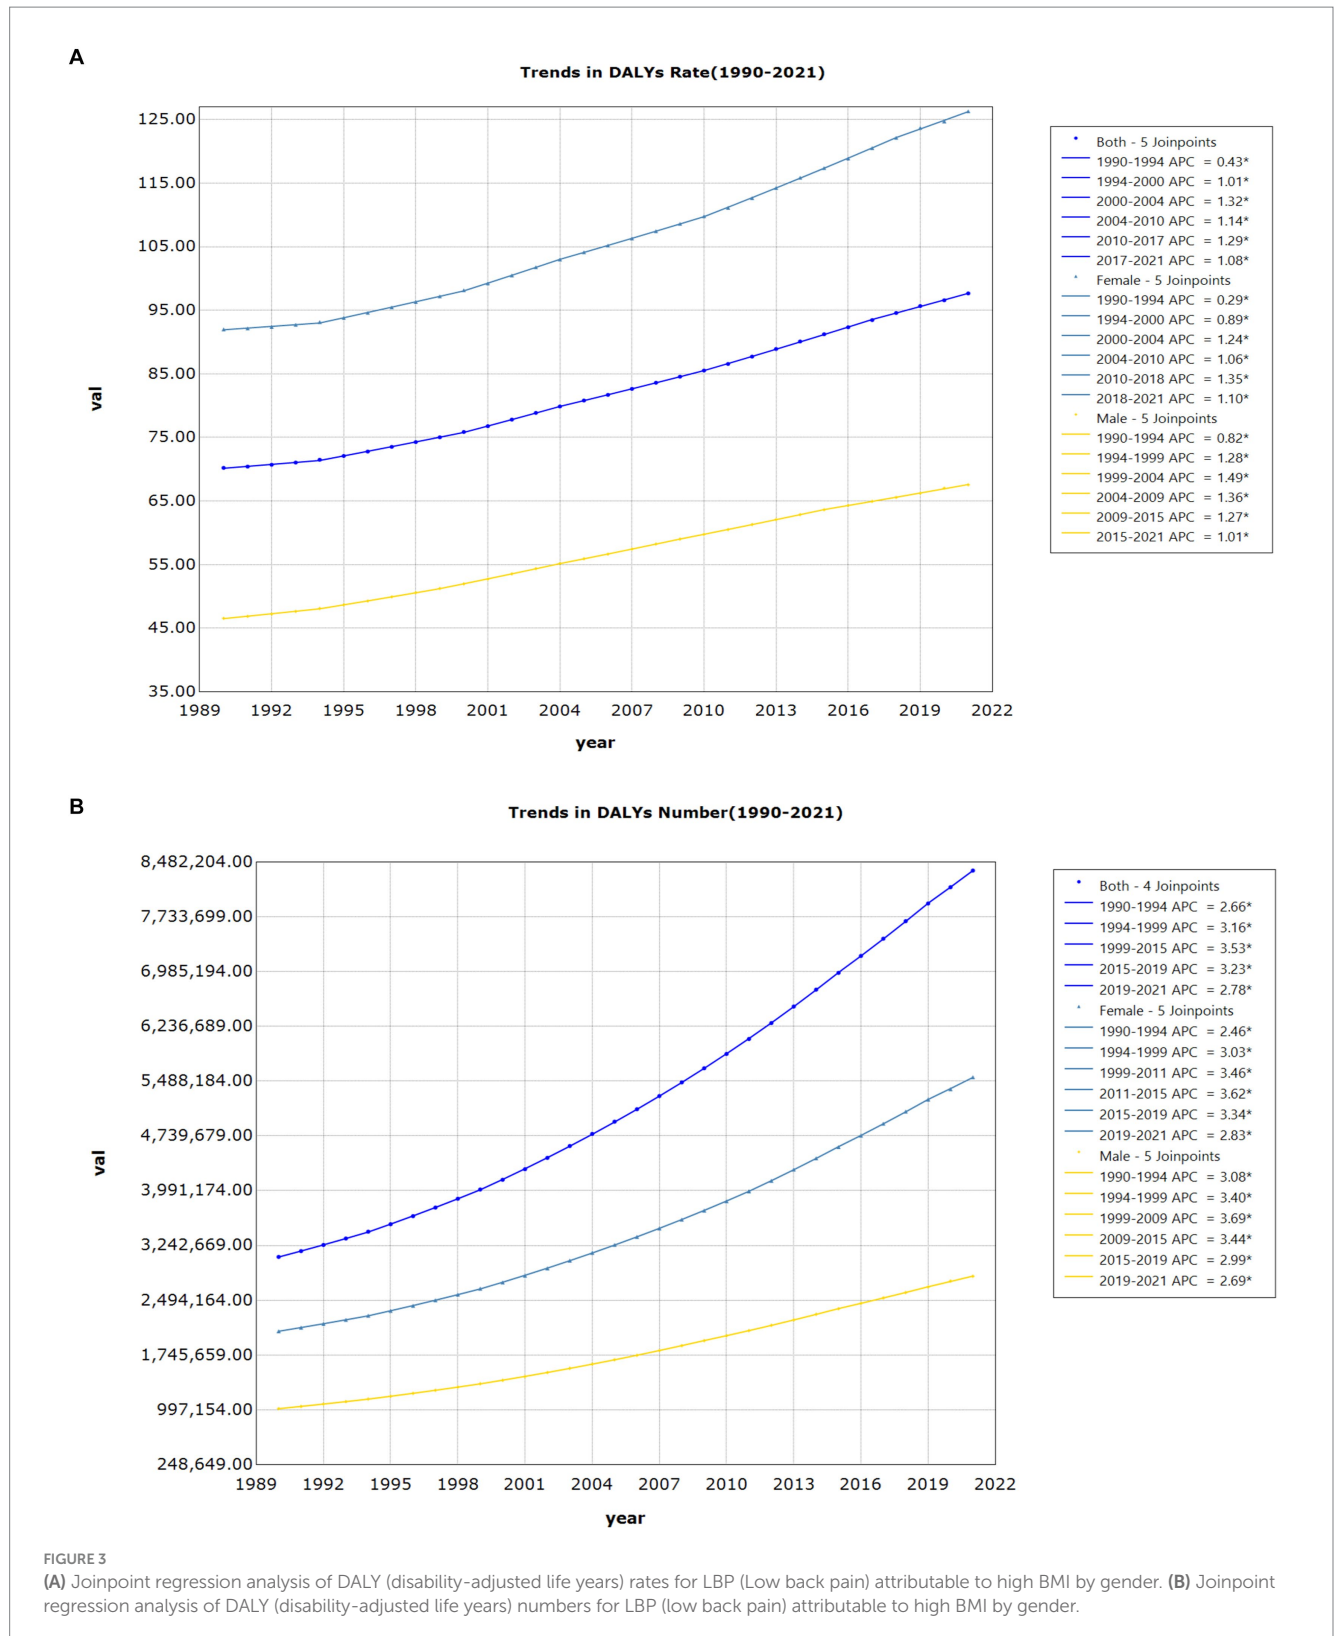 A
Trends in DALYs Rate(1990-2021)
125.00
115.00
105.00
95.00
85.00
75.00
65.00
55.00
45.00
35.00
val
1989 1992 1995 1998 2001 2004 2007 2010 2013 2016 2019 2022
year
Both - 5 Joinpoints
1990-1994 APC = 0.43*
1994-2000 APC = 1.01*
2000-2004 APC = 1.32*
2004-2010 APC = 1.14*
2010-2017 APC = 1.29*
2017-2021 APC = 1.08*
Female - 5 Joinpoints
1990-1994 APC = 0.29*
1994-2000 APC = 0.89*
2000-2004 APC = 1.24*
2004-2010 APC = 1.06*
2010-2018 APC = 1.35*
2018-2021 APC = 1.10*
Male - 5 Joinpoints
1990-1994 APC = 0.82*
1994-1999 APC = 1.28*
1999-2004 APC = 1.49*
2004-2009 APC = 1.36*
2009-2015 APC = 1.27*
2015-2021 APC = 1.01*
B
Trends in DALYs Number(1990-2021)
8,482,204.00
7,733,699.00
6,985,194.00
6,236,689.00
5,488,184.00
4,739,679.00
3,991,174.00
3,242,669.00
2,494,164.00
1,745,659.00
997,154.00
248,649.00
val
1989 1992 1995 1998 2001 2004 2007 2010 2013 2016 2019 2022
year
Both - 4 Joinpoints
1990-1994 APC = 2.66*
1994-1999 APC = 3.16*
1999-2015 APC = 3.53*
2015-2019 APC = 3.23*
2019-2021 APC = 2.78*
Female - 5 Joinpoints
1990-1994 APC = 2.46*
1994-1999 APC = 3.03*
1999-2011 APC = 3.46*
2011-2015 APC = 3.62*
2015-2019 APC = 3.34*
2019-2021 APC = 2.83*
Male - 5 Joinpoints
1990-1994 APC = 3.08*
1994-1999 APC = 3.40*
1999-2009 APC = 3.69*
2009-2015 APC = 3.44*
2015-2019 APC = 2.99*
2019-2021 APC = 2.69*
FIGURE 3
(A) Joinpoint regression analysis of DALY (disability-adjusted life years) rates for LBP (Low back pain) attributable to high BMI by gender. (B) Joinpoint
regression analysis of DALY (disability-adjusted life years) numbers for LBP (low back pain) attributable to high BMI by gender.